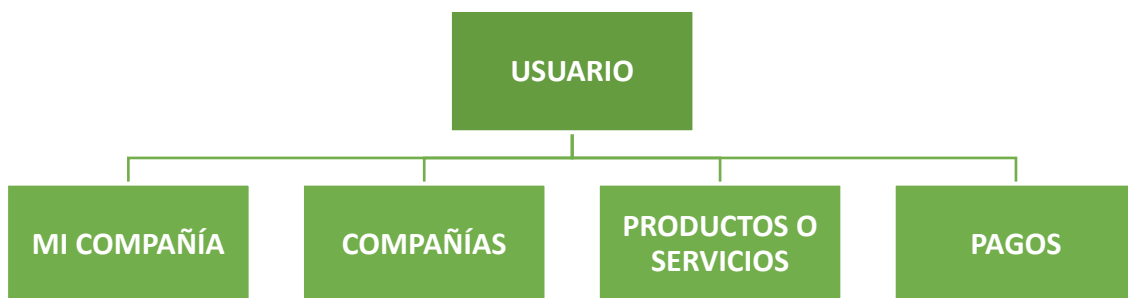 USUARIO
MI COMPAÑÍA
COMPAÑÍAS
PRODUCTOS O
SERVICIOS
PAGOS